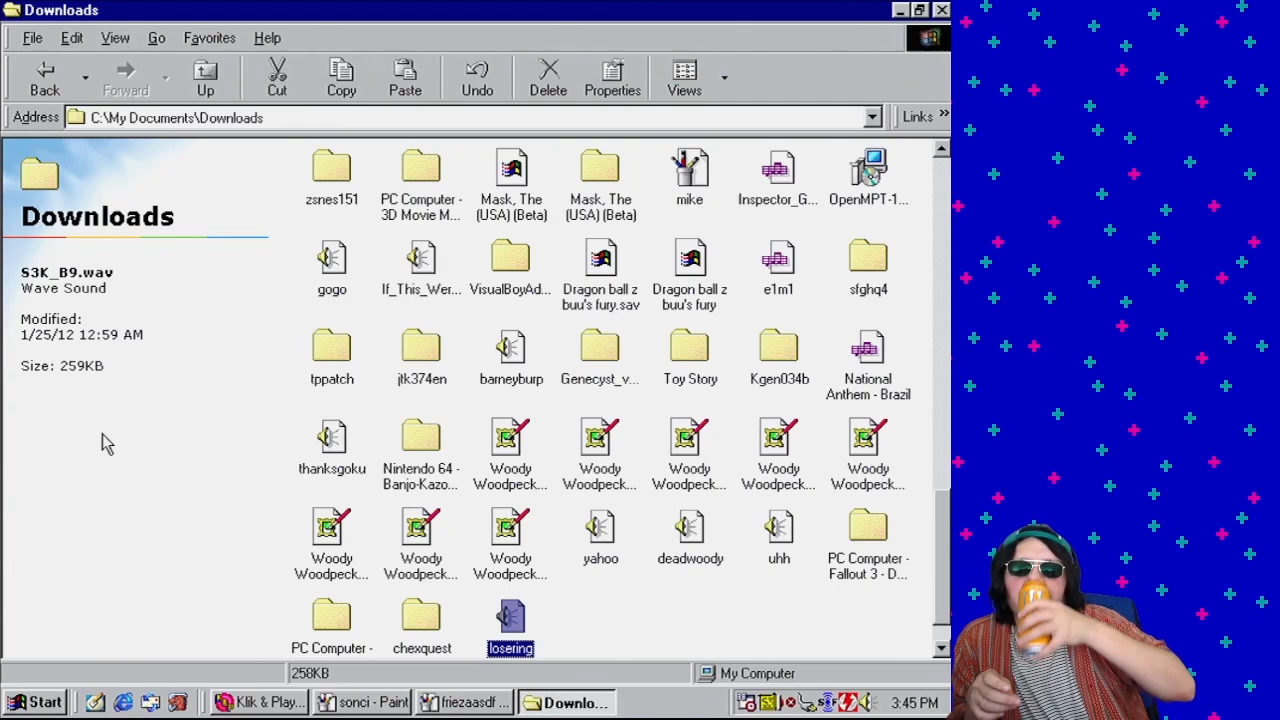 Downloads
File Edit View Go Favorites Help
Back Forward Up Cut Copy Paste Undo Delete Properties Views
Address C:\My Documents\Downloads Links »
Downloads
S3K_B9.wav
Wave Sound
Modified:
1/25/12 12:59 AM
Size: 259KB
zsnes151
PC Computer -
3D Movie M...
Mask, The
(USA) (Beta)
Mask, The
(USA) (Beta)
mike
Inspector_G...
OpenMPT-1...
gogo
If_This_Wer...
VisualBoyAd...
Dragon ball z
buu's fury.sav
Dragon ball z
buu's fury
e1m1
sfghq4
tppatch
jtk374en
barneyburp
Genecyst_v...
Toy Story
Kgen034b
National
Anthem - Brazil
thanksgoku
Nintendo 64 -
Banjo-Kazo...
Woody
Woodpeck...
Woody
Woodpeck...
Woody
Woodpeck...
Woody
Woodpeck...
Woody
Woodpeck...
Woody
Woodpeck...
Woody
Woodpeck...
Woody
Woodpeck...
yahoo
deadwoody
uhh
PC Computer -
Fallout 3 - D...
PC Computer -
chexquest
losering
258KB My Computer
Start Klik & Play... sonci - Paint friezaasdf ... Downlo... 3:45 PM